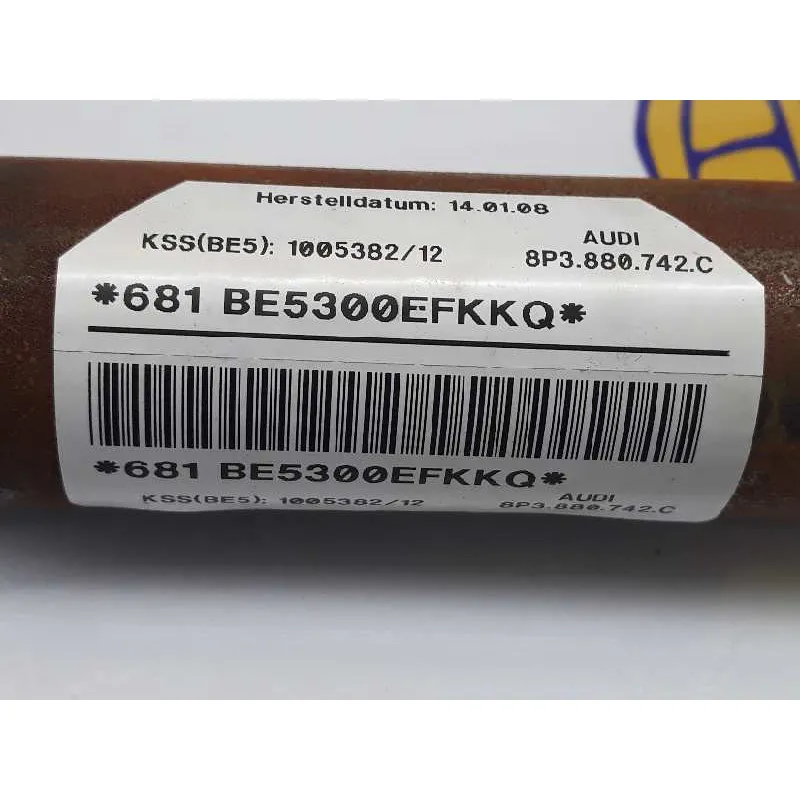 Herstelldatum: 14.01.08
KSS(BE5): 1005382/12
AUDI
8P3.880.742.C
*681 BE5300EFKKQ*
*681 BE5300EFKKQ*
KSS(BE5): 1005382/12
AUDI
8P3.880.742.C